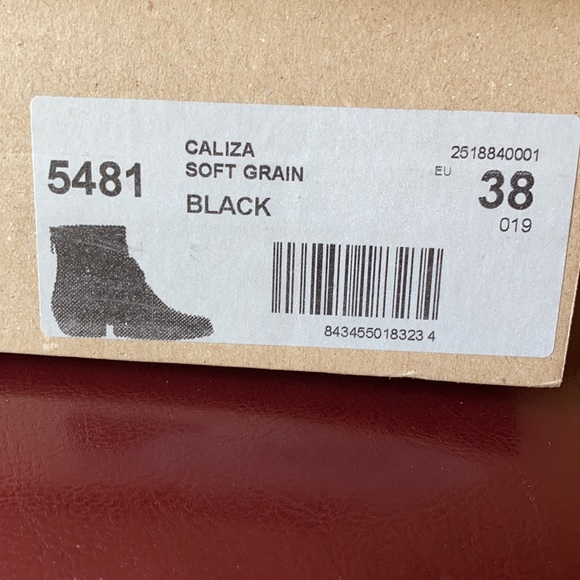 5481
CALIZA
SOFT GRAIN
BLACK
2518840001
EU 38
019
843455018323 4